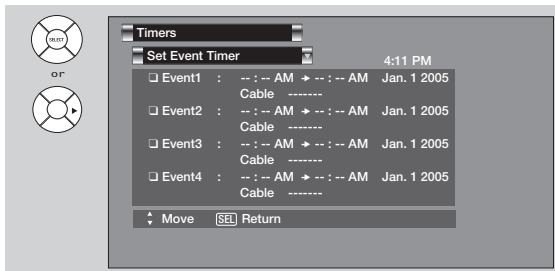 SELECT
or
Timers
Set Event Timer
4:11 PM
❏ Event1 : -- : -- AM ➔ -- : -- AM Jan. 1 2005
Cable -------
❏ Event2 : -- : -- AM ➔ -- : -- AM Jan. 1 2005
Cable -------
❏ Event3 : -- : -- AM ➔ -- : -- AM Jan. 1 2005
Cable -------
❏ Event4 : -- : -- AM ➔ -- : -- AM Jan. 1 2005
Cable -------
Move SEL Return